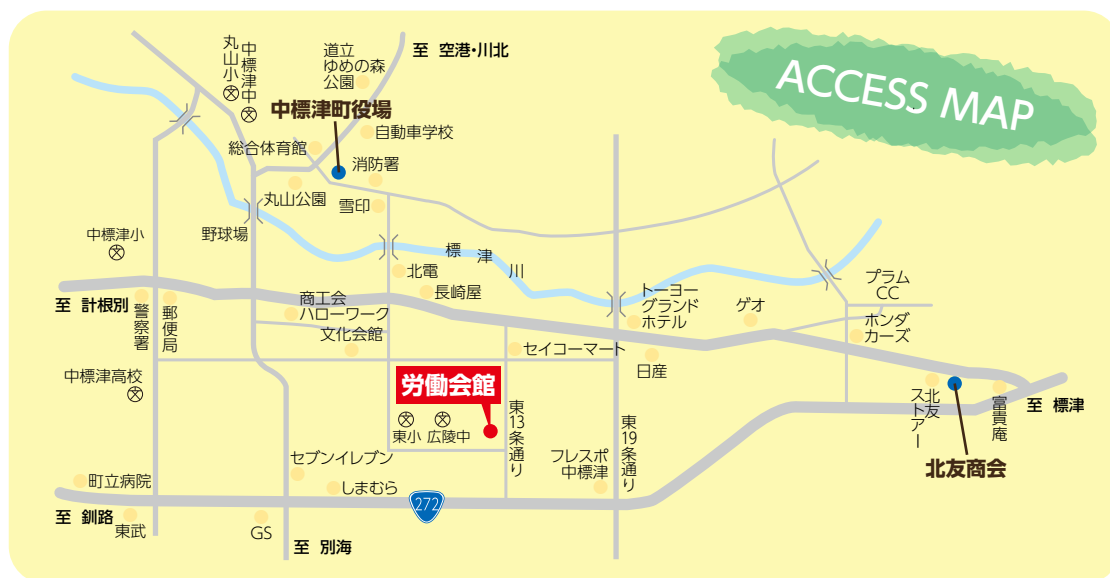 ACCESS MAP
至 空港・川北
丸山小
中標津中
道立
ゆめの森
公園
中標津町役場
自動車学校
総合体育館
消防署
丸山公園
雪印
中標津小
野球場
標津川
北電
長崎屋
至 計根別
警察署
郵便局
商工会
ハローワーク
文化会館
トーヨー
グランド
ホテル
ゲオ
プラム
CC
ホンダ
カーズ
セイコーマート
日産
中標津高校
労働会館
東小
広陵中
東13条通り
東19条通り
北友
ストアー
富貴庵
至 標津
北友商会
セブンイレブン
しまむら
フレスポ
中標津
町立病院
272
至 釧路
東武
GS
至 別海